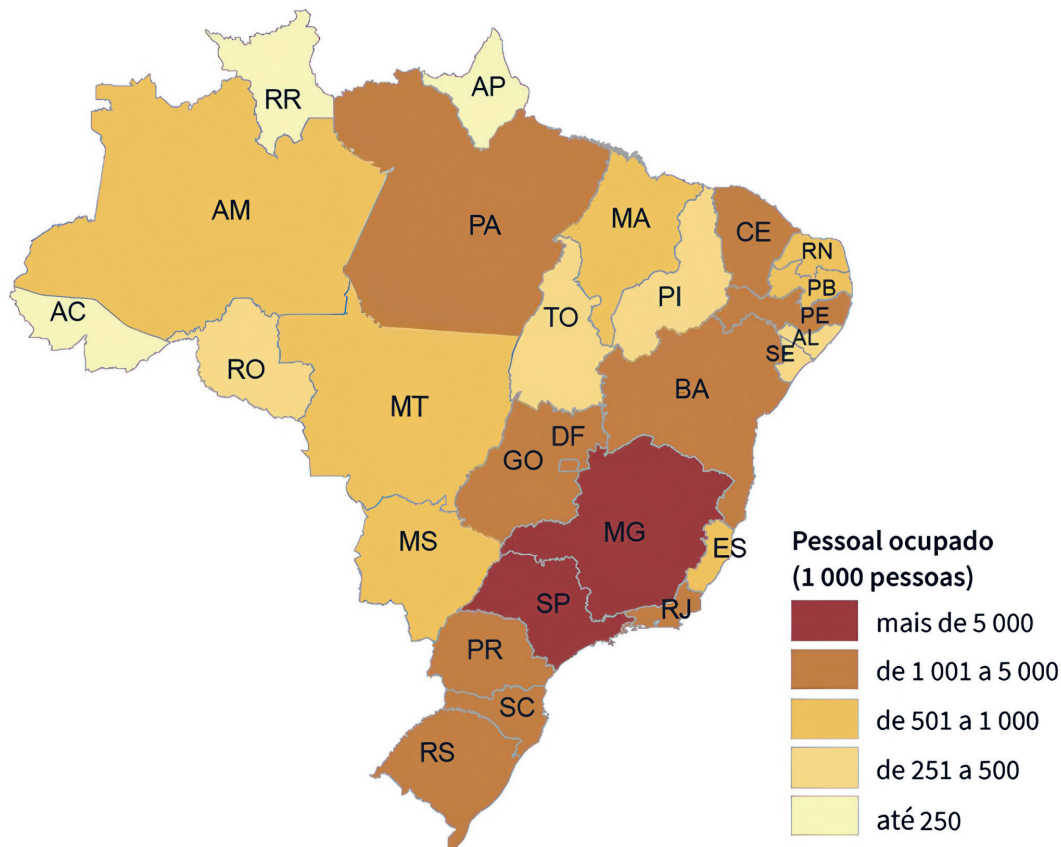 RR
AP
AM
PA
MA
CE
RN
PB
PI
PE
AC
TO
AL
SE
RO
BA
MT
DF
GO
MG
MS
ES
SP
RJ
PR
SC
RS
Pessoal ocupado
(1 000 pessoas)
mais de 5 000
de 1 001 a 5 000
de 501 a 1 000
de 251 a 500
até 250